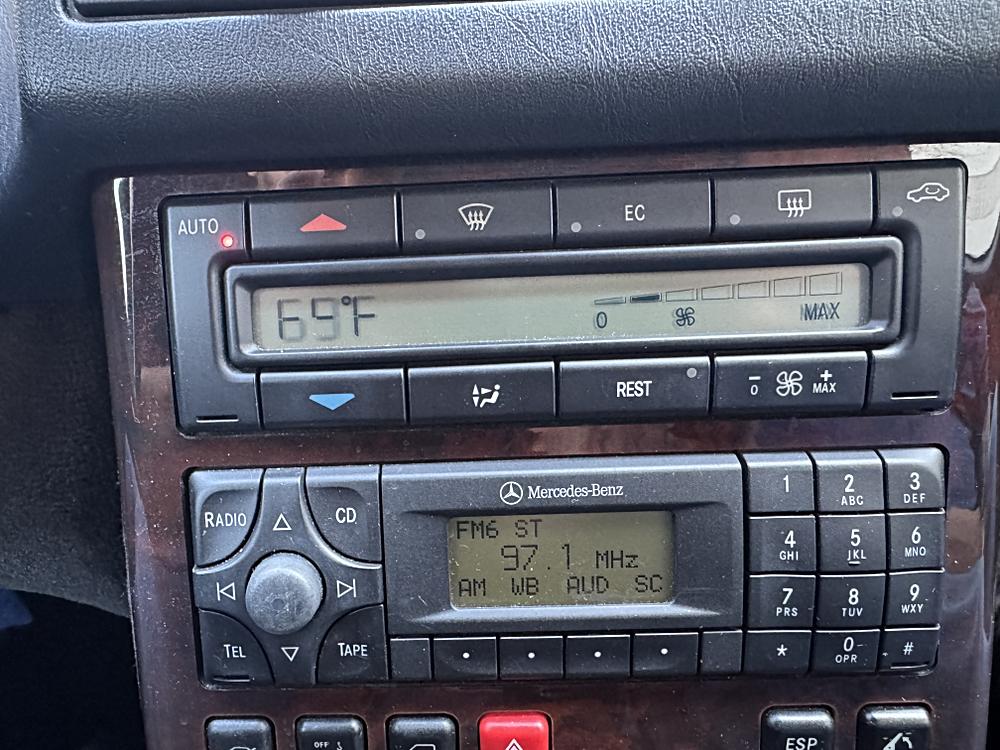 AUTO
EC
69°F
0 MAX
REST
0 MAX
Mercedes-Benz
RADIO CD
FM6 ST
97.1 MHz
AM WB AUD SC
TEL TAPE
1 2 ABC 3 DEF
4 GHI 5 JKL 6 MNO
7 PRS 8 TUV 9 WXY
* 0 OPR #
OFF ESP